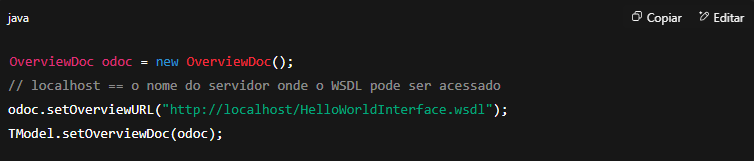 java Copiar Editar
OverviewDoc odoc = new OverviewDoc();
// localhost == o nome do servidor onde o WSDL pode ser acessado
odoc.setOverviewURL("http://localhost/HelloWorldInterface.wsdl");
TModel.setOverviewDoc(odoc);